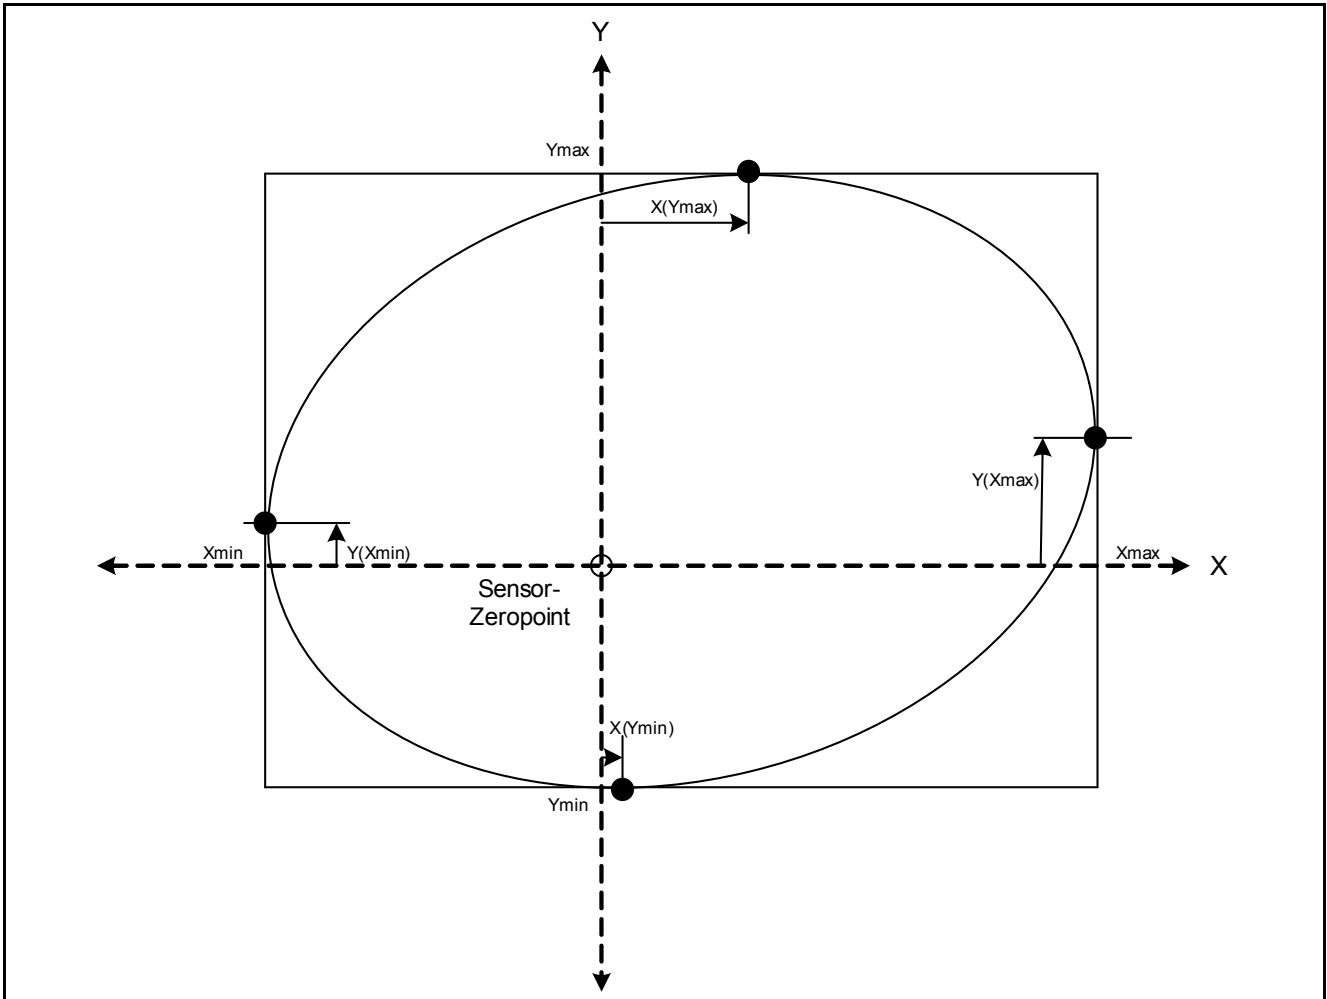 Y
Ymax
X(Ymax)
Y(Xmax)
Xmin
Y(Xmin)
Xmax
X
Sensor-
Zeropoint
X(Ymin)
Ymin